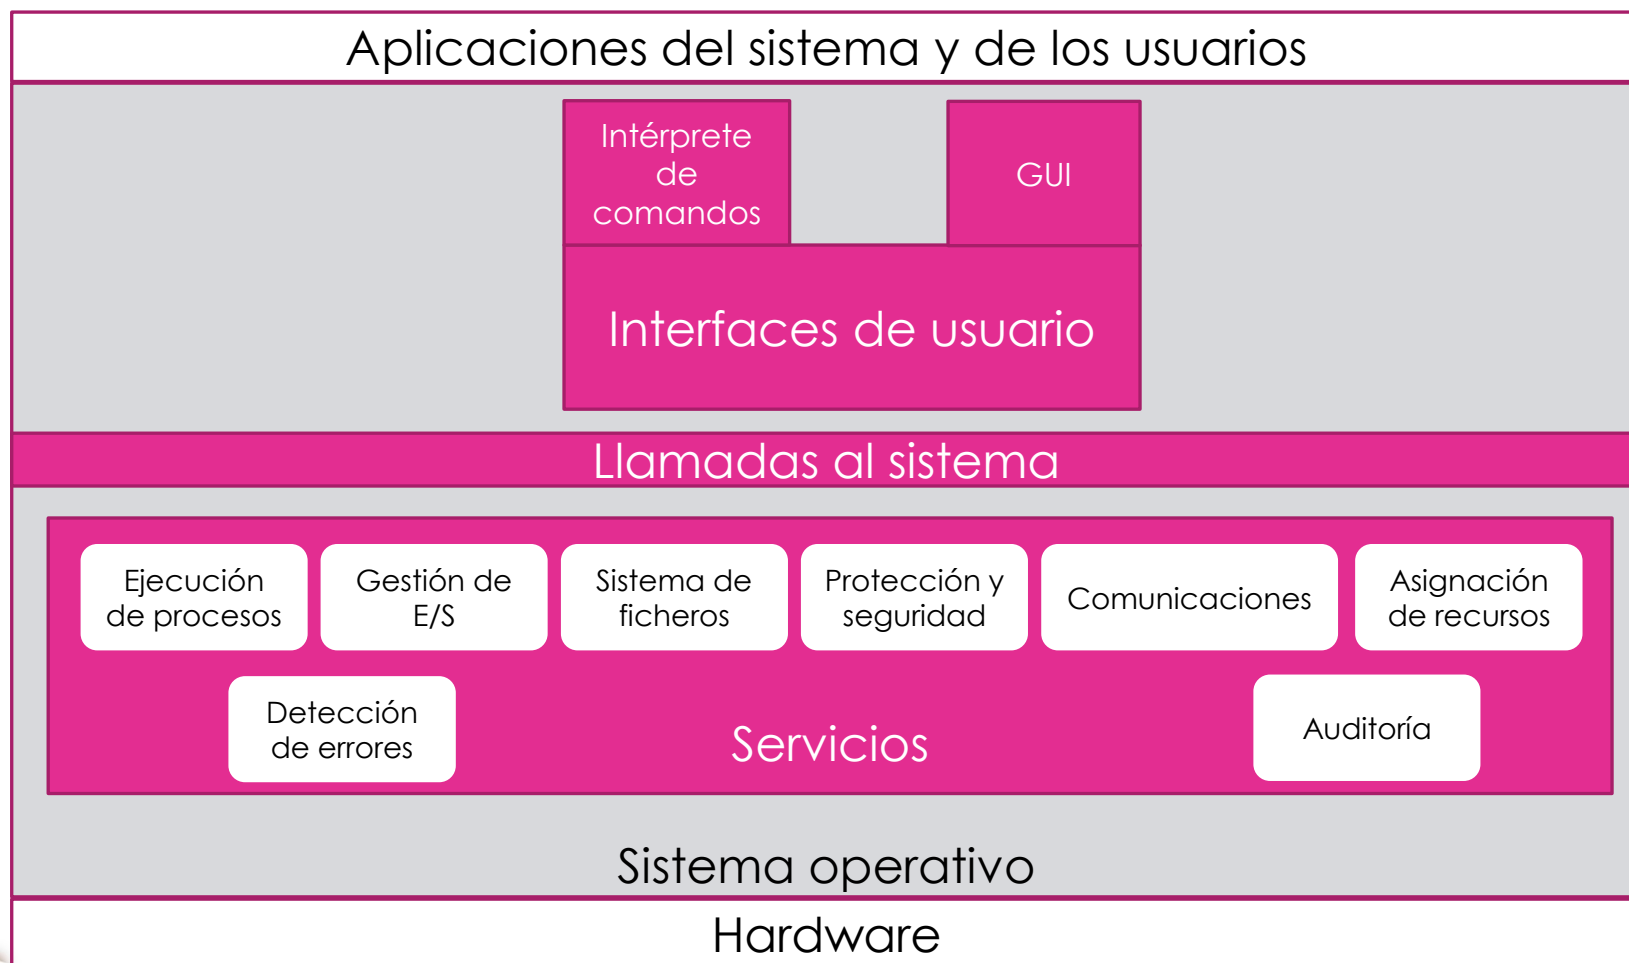 Aplicaciones del sistema y de los usuarios
Intérprete
de
comandos
GUI
Interfaces de usuario
Llamadas al sistema
Ejecución
de procesos
Gestión de
E/S
Sistema de
ficheros
Protección y
seguridad
Comunicaciones
Asignación
de recursos
Detección
de errores
Servicios
Auditoría
Sistema operativo
Hardware